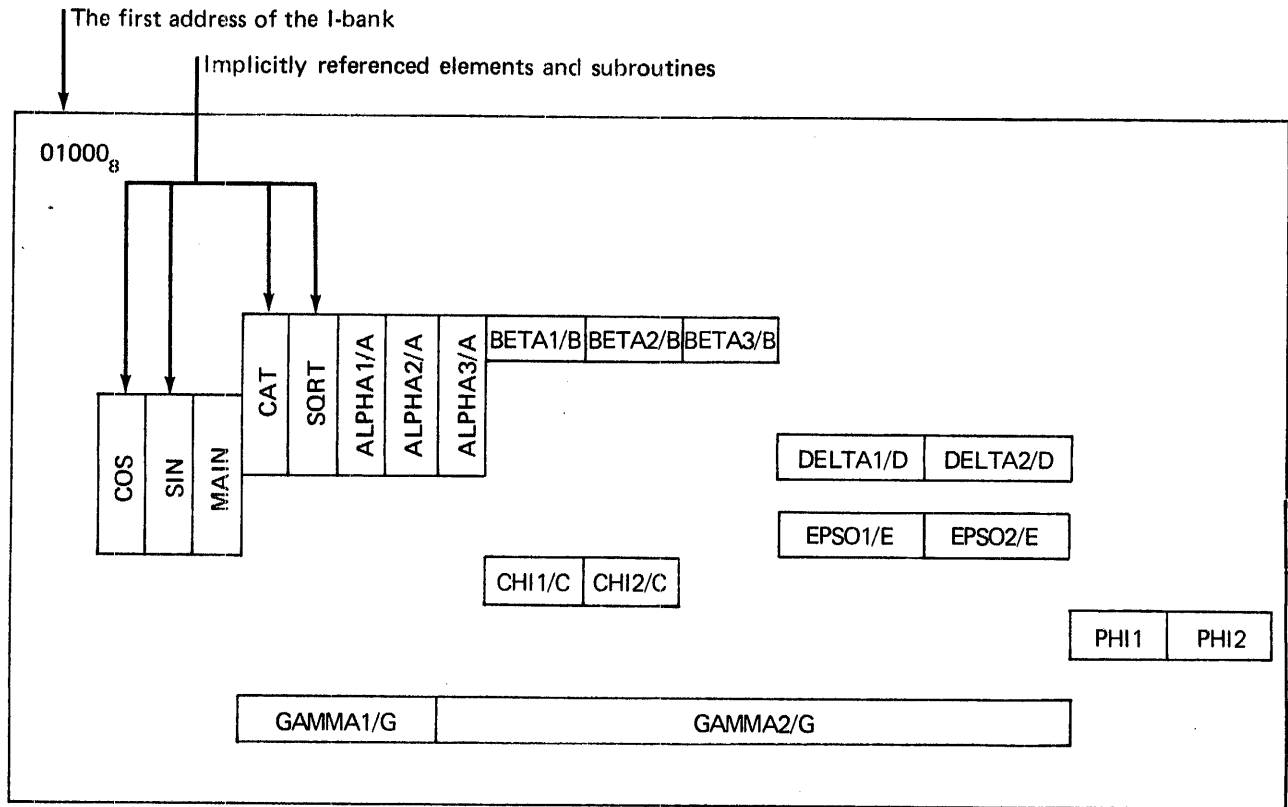 The first address of the I-bank
Implicitly referenced elements and subroutines
01000₈
COS
SIN
MAIN
CAT
SQRT
ALPHA1/A
ALPHA2/A
ALPHA3/A
BETA1/B
BETA2/B
BETA3/B
DELTA1/D
DELTA2/D
EPSO1/E
EPSO2/E
CHI1/C
CHI2/C
PHI1
PHI2
GAMMA1/G
GAMMA2/G